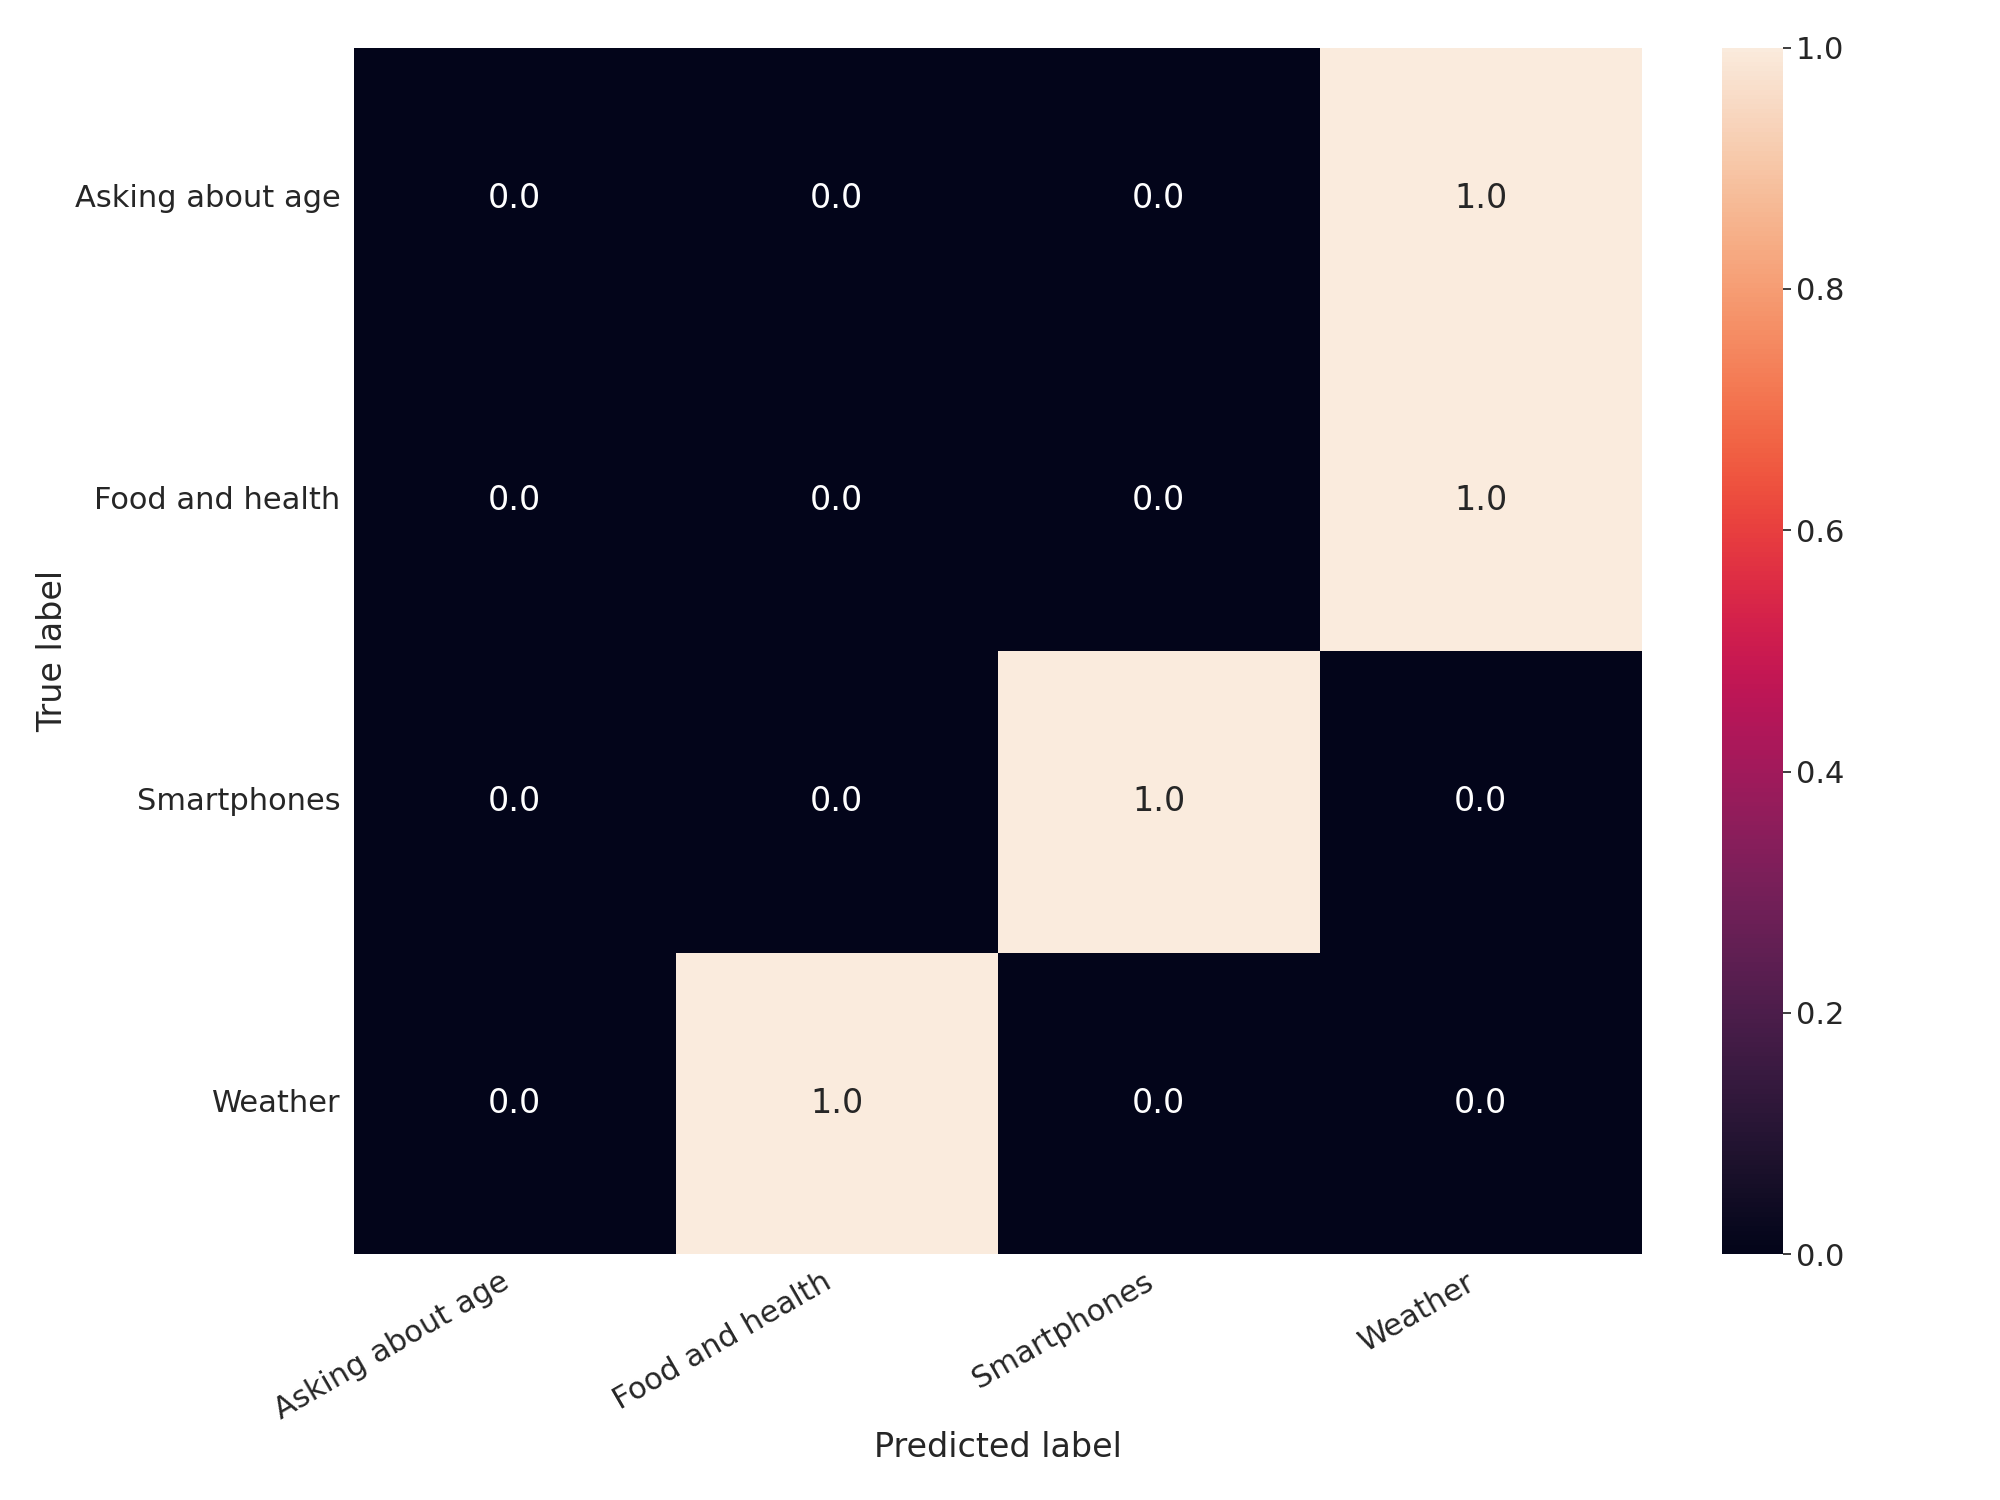 1.0
Asking about age 0.0 0.0 0.0 1.0
0.8
Food and health 0.0 0.0 0.0 1.0
0.6
True label
Smartphones 0.0 0.0 1.0 0.0
0.4
0.2
Weather 0.0 1.0 0.0 0.0
0.0
Asking about age Food and health Smartphones Weather
Predicted label